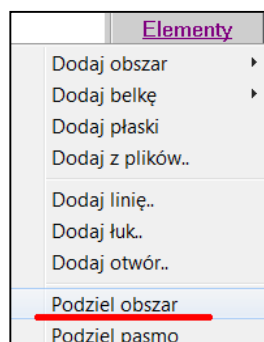 Elementy
Dodaj obszar
Dodaj belkę
Dodaj płaski
Dodaj z plików..
Dodaj linię..
Dodaj łuk..
Dodaj otwór..
Podziel obszar
Podziel pasmo